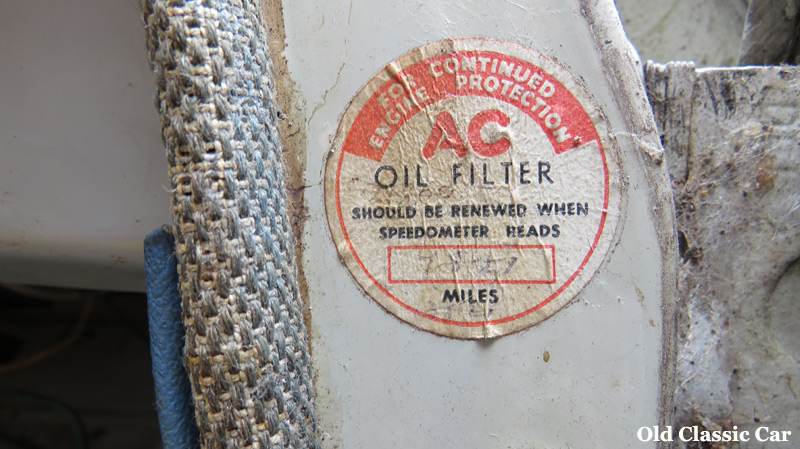 FOR CONTINUED
ENGINE PROTECTION
AC
OIL FILTER
SHOULD BE RENEWED WHEN
SPEEDOMETER READS
MILES
Old Classic Car